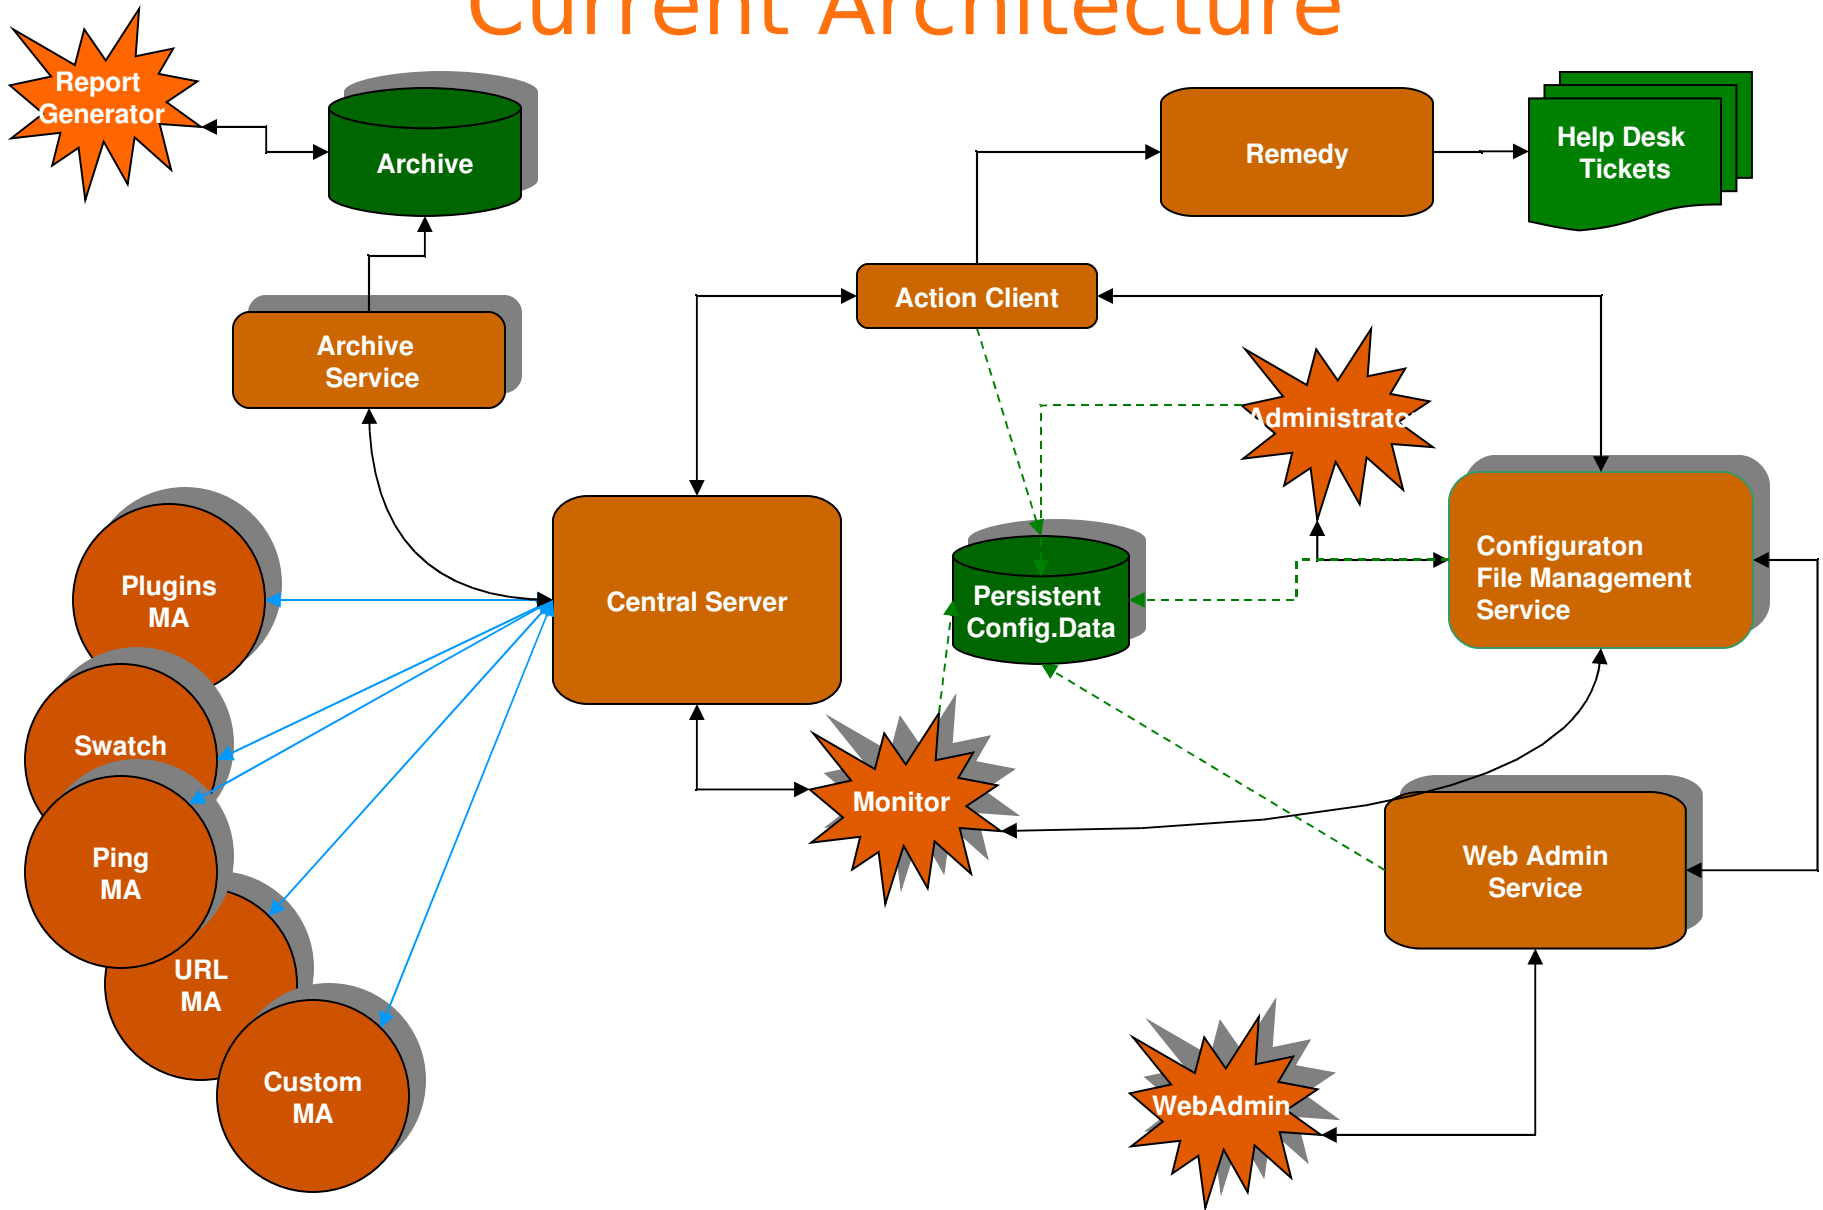 Current Architecture
Report
Generator
Archive
Remedy
Help Desk
Tickets
Action Client
Archive
Service
Administrato
Plugins
MA
Central Server
Persistent
Config.Data
Configuraton
File Management
Service
Swatch
Ping
MA
Monitor
Web Admin
Service
URL
MA
Custom
MA
WebAdmin